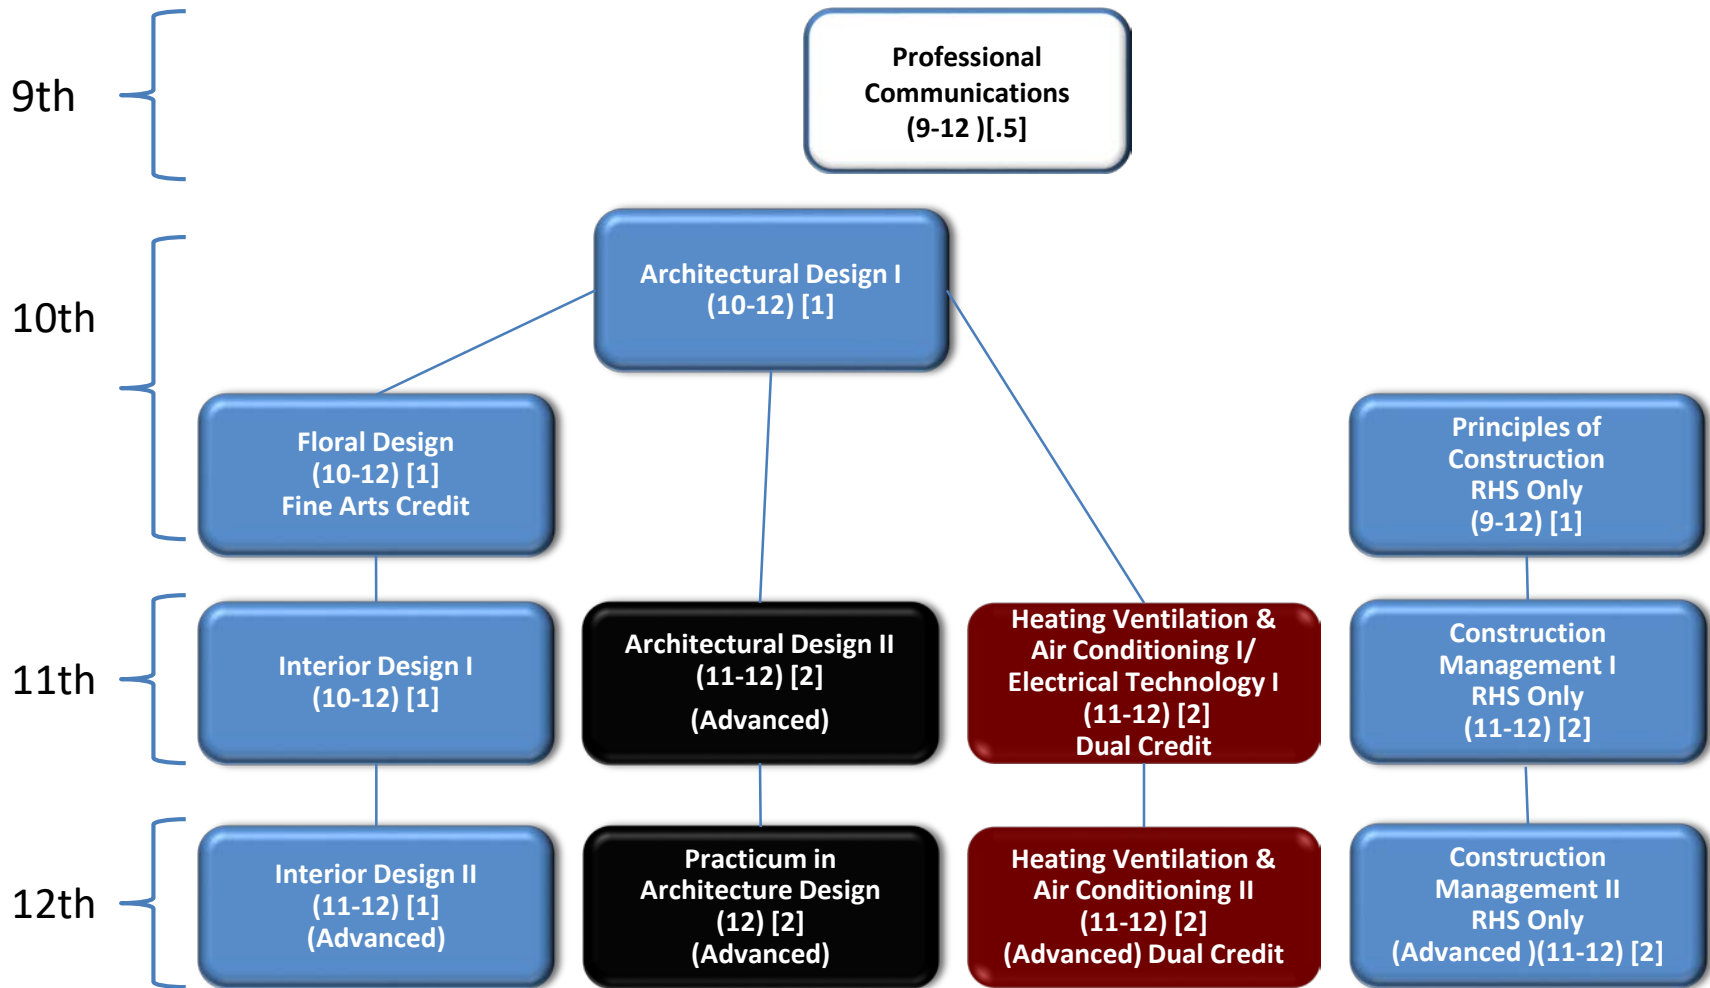 9th
Professional
Communications
(9-12 )[.5]
10th
Architectural Design I
(10-12) [1]
Floral Design
(10-12) [1]
Fine Arts Credit
Principles of
Construction
RHS Only
(9-12) [1]
11th
Interior Design I
(10-12) [1]
Architectural Design II
(11-12) [2]
(Advanced)
Heating Ventilation &
Air Conditioning I/
Electrical Technology I
(11-12) [2]
Dual Credit
Construction
Management I
RHS Only
(11-12) [2]
12th
Interior Design II
(11-12) [1]
(Advanced)
Practicum in
Architecture Design
(12) [2]
(Advanced)
Heating Ventilation &
Air Conditioning II
(11-12) [2]
(Advanced) Dual Credit
Construction
Management II
RHS Only
(Advanced )(11-12) [2]